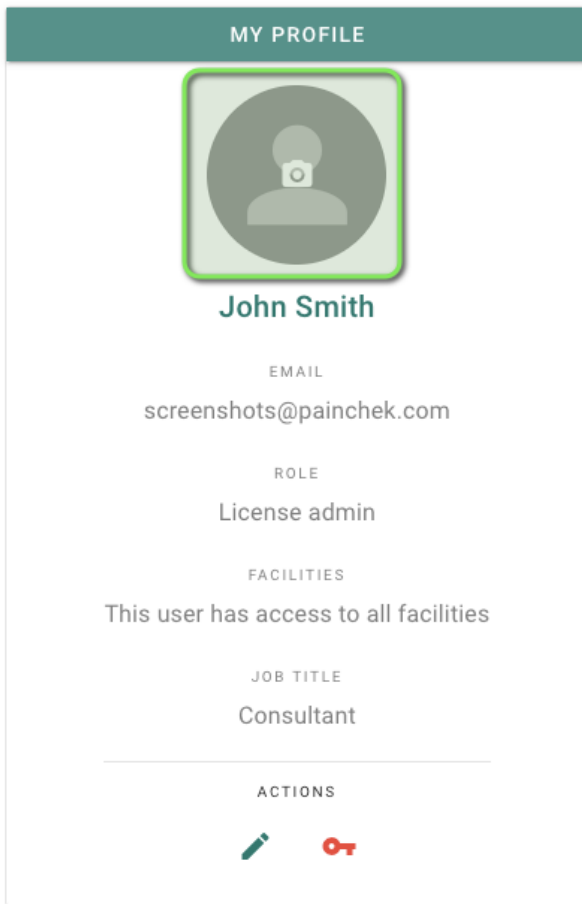 MY PROFILE
John Smith
EMAIL
screenshots@painchek.com
ROLE
License admin
FACILITIES
This user has access to all facilities
JOB TITLE
Consultant
ACTIONS